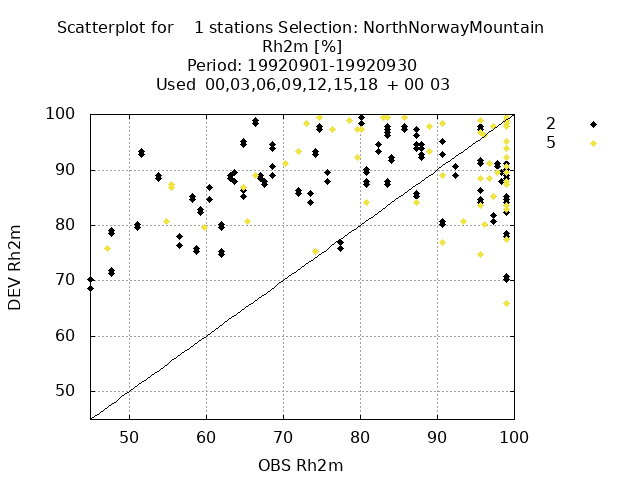 Scatterplot for    1 stations Selection: NorthNorwayMountain
Rh2m [%]
Period: 19920901-19920930
Used  00,03,06,09,12,15,18  + 00 03
2
5
100
90
80
70
60
50
DEV Rh2m
50 60 70 80 90 100
OBS Rh2m